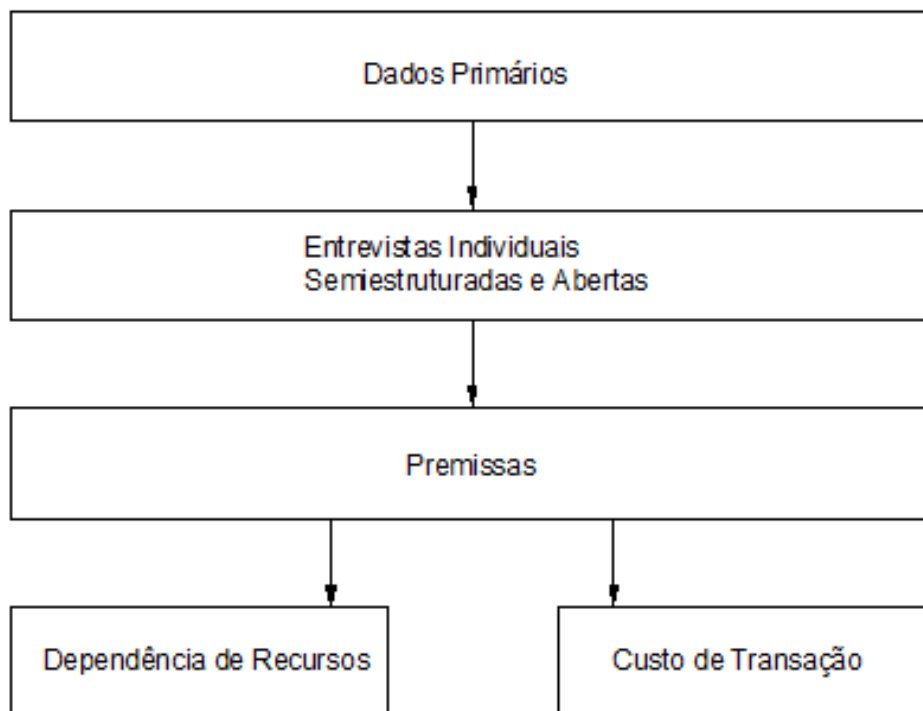 Dados Primários
Entrevistas Individuais
Semiestruturadas e Abertas
Premissas
Dependência de Recursos
Custo de Transação